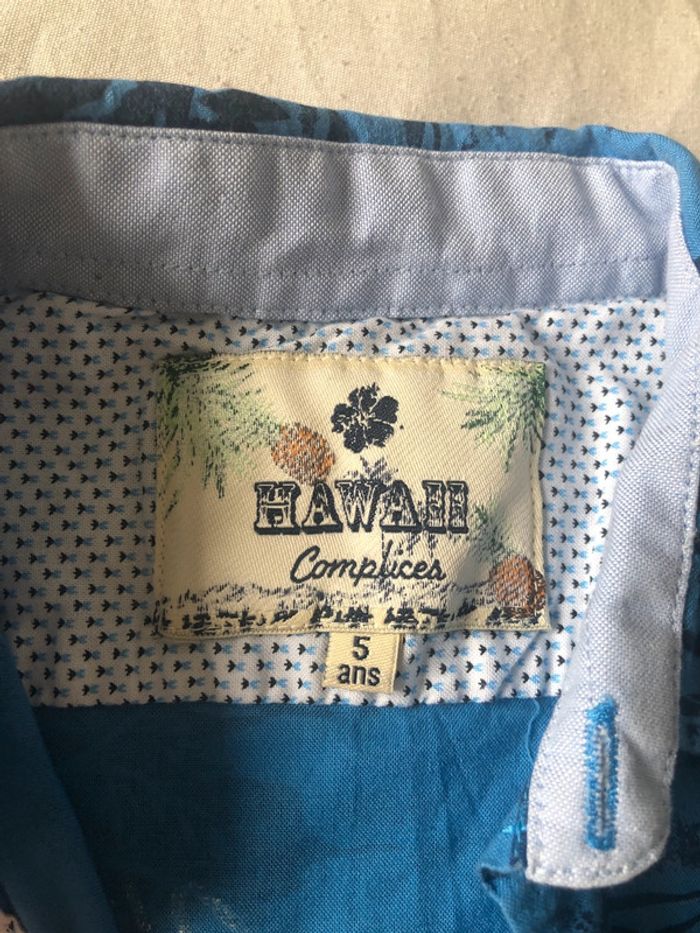 HAWAII
Complices
5
ans